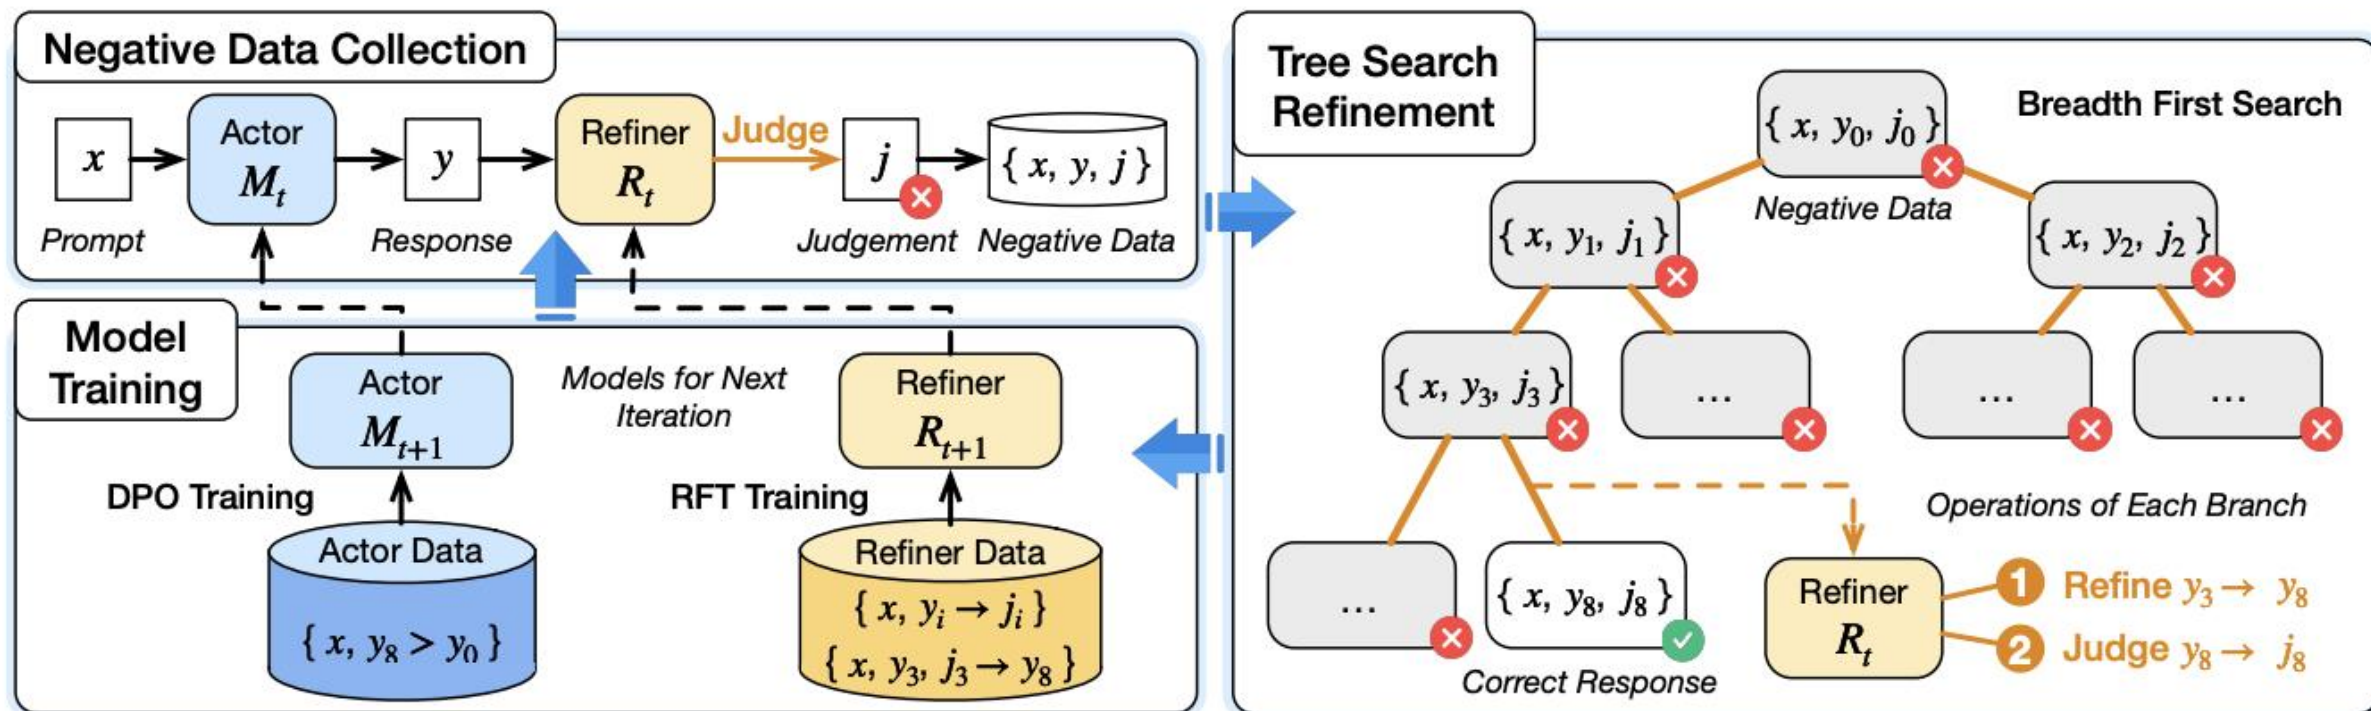 Negative Data Collection
x
Actor
M_t
y
Refiner
R_t
Judge
j
{ x, y, j }
Prompt
Response
Judgement
Negative Data
Model
Training
Actor
M_{t+1}
Models for Next
Iteration
Refiner
R_{t+1}
DPO Training
RFT Training
Actor Data
{ x, y_8 > y_0 }
Refiner Data
{ x, y_i → j_i }
{ x, y_3, j_3 → y_8 }
Tree Search
Refinement
Breadth First Search
{ x, y_0, j_0 }
Negative Data
{ x, y_1, j_1 }
{ x, y_2, j_2 }
{ x, y_3, j_3 }
...
...
...
Operations of Each Branch
...
{ x, y_8, j_8 }
Correct Response
Refiner
R_t
1 Refine y_3 → y_8
2 Judge y_8 → j_8